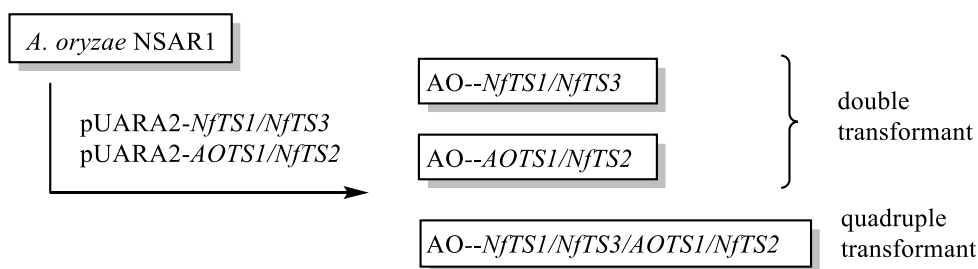 A. oryzae NSAR1
pUARA2-NfTS1/NfTS3
pUARA2-AOTS1/NfTS2
AO--NfTS1/NfTS3
AO--AOTS1/NfTS2
double
transformant
AO--NfTS1/NfTS3/AOTS1/NfTS2
quadruple
transformant